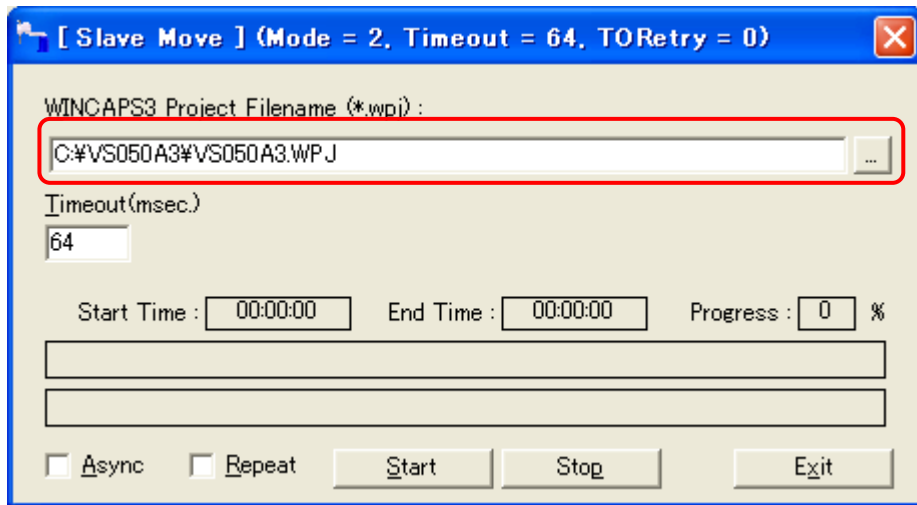 [ Slave Move ] (Mode = 2, Timeout = 64, TORetry = 0)
WINCAPS3 Project Filename (*.wpj) :
C:¥VS050A3¥VS050A3.WPJ ...
Timeout(msec.)
64
Start Time : 00:00:00 End Time : 00:00:00 Progress : 0 %
Async Repeat Start Stop Exit